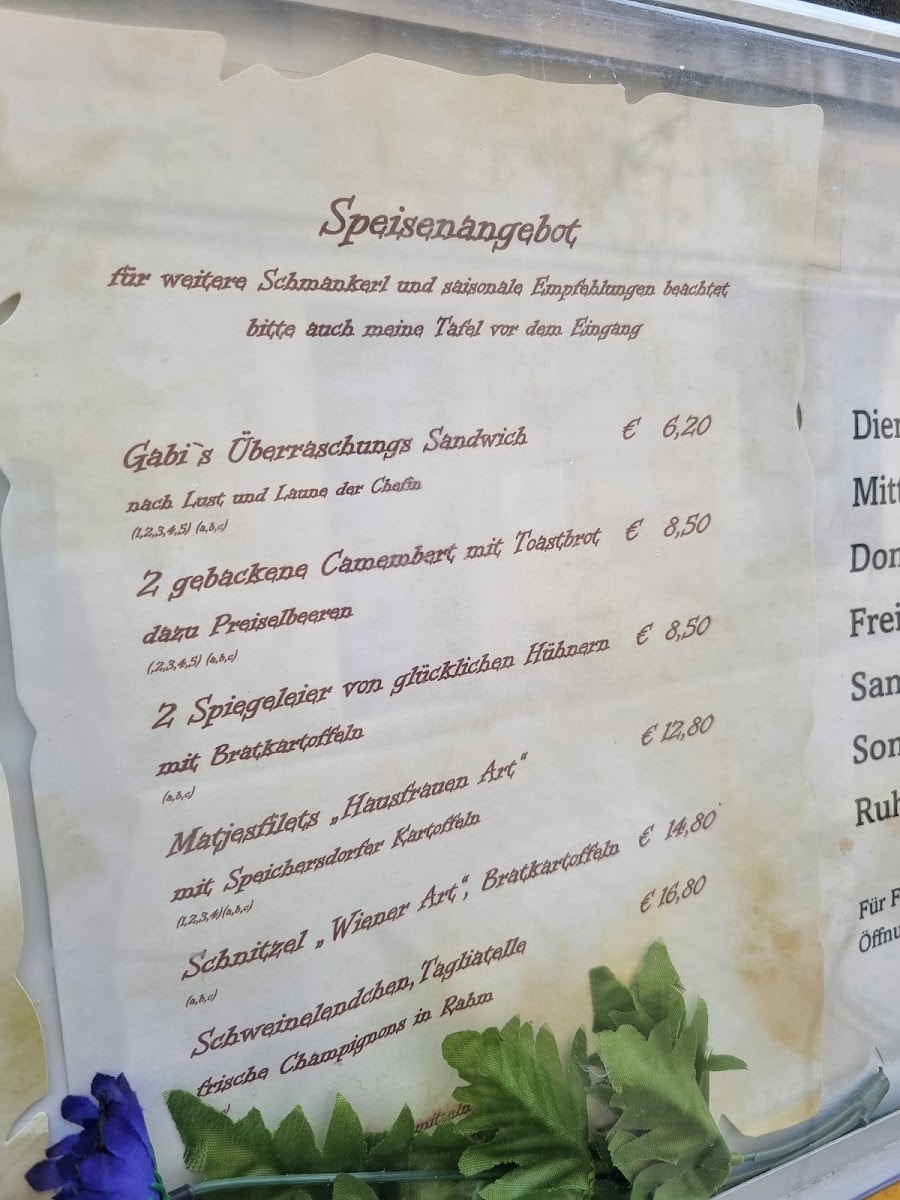 Speisenangebot
für weitere Schmankerl und saisonale Empfehlungen beachtet
bitte auch meine Tafel vor dem Eingang
Gabi`s Überraschungs Sandwich € 6,20
nach Lust und Laune der Chefin
(1,2,3,4,5) (a,b,c)
2 gebackene Camembert mit Toastbrot € 8,50
dazu Preiselbeeren
(,2,3,4,5) (a,b,c)
2 Spiegeleier von glücklichen Hühnern € 8,50
mit Bratkartoffeln
(a,b,c)
Matjesfilets „Hausfrauen Art“ € 12,80
mit Speichersdorfer Kartoffeln
(1,2,3,4)(a,b,c)
Schnitzel „Wiener Art“, Bratkartoffeln € 14,80
(a,b,c)
Schweinelendchen, Tagliatelle € 16,80
frische Champignons in Rahm
Dien
Mitt
Don
Frei
Sam
Son
Ruh
Für F
Öffnu